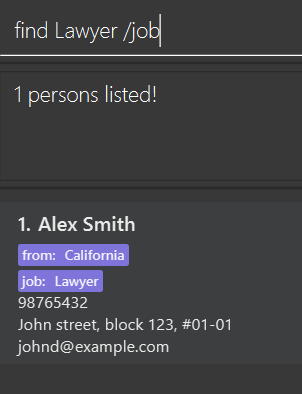 find Lawyer /job
1 persons listed!
1. Alex Smith
from: California
job: Lawyer
98765432
John street, block 123, #01-01
johnd@example.com